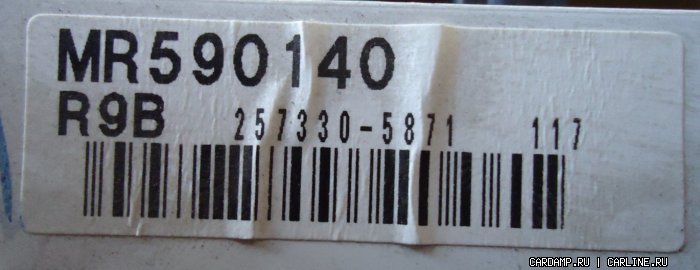 MR590140
R9B 257330-5871 117
CARDAMP.RU | CARLINE.RU